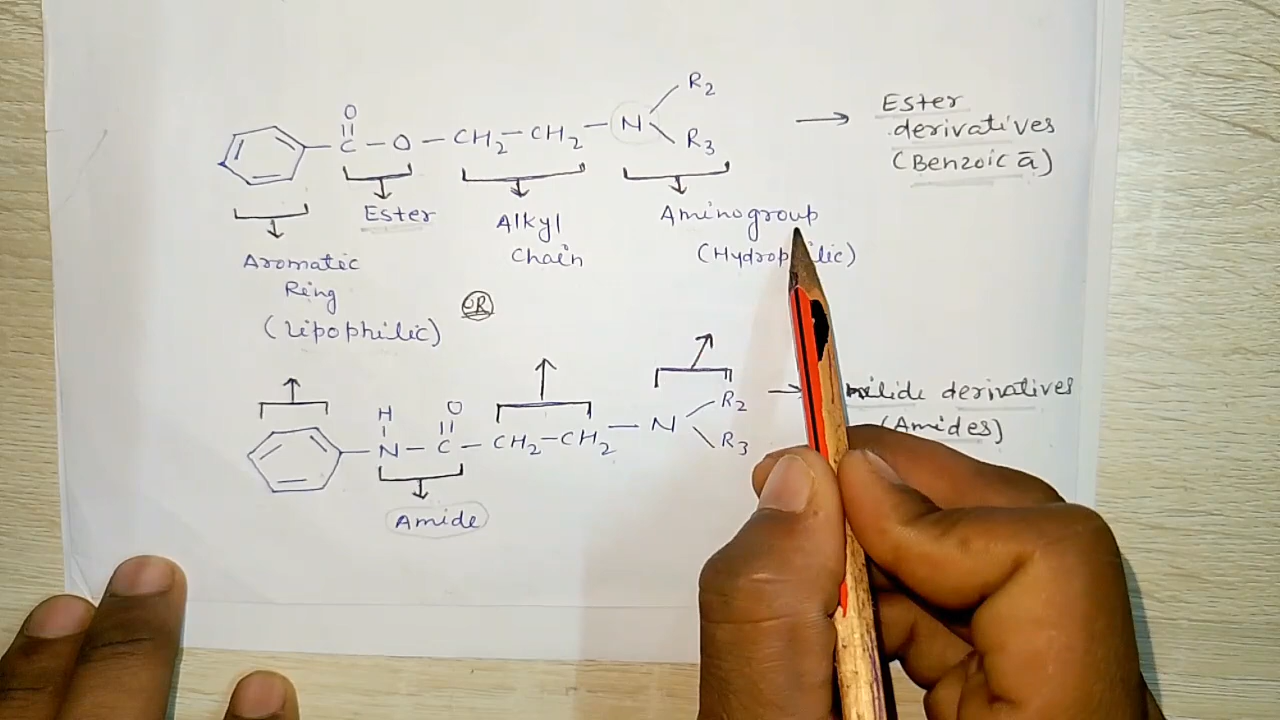 O
C – O – CH2 – CH2 – N
R2
R3
Ester
derivatives
(Benzoic ā)
Ester
Alkyl
Chain
Aminogroup
Aromatic
Ring
(Lipophilic)
OR
H
O
N – C – CH2 – CH2 – N
R2
R3
derivatives
(Amides)
Amide